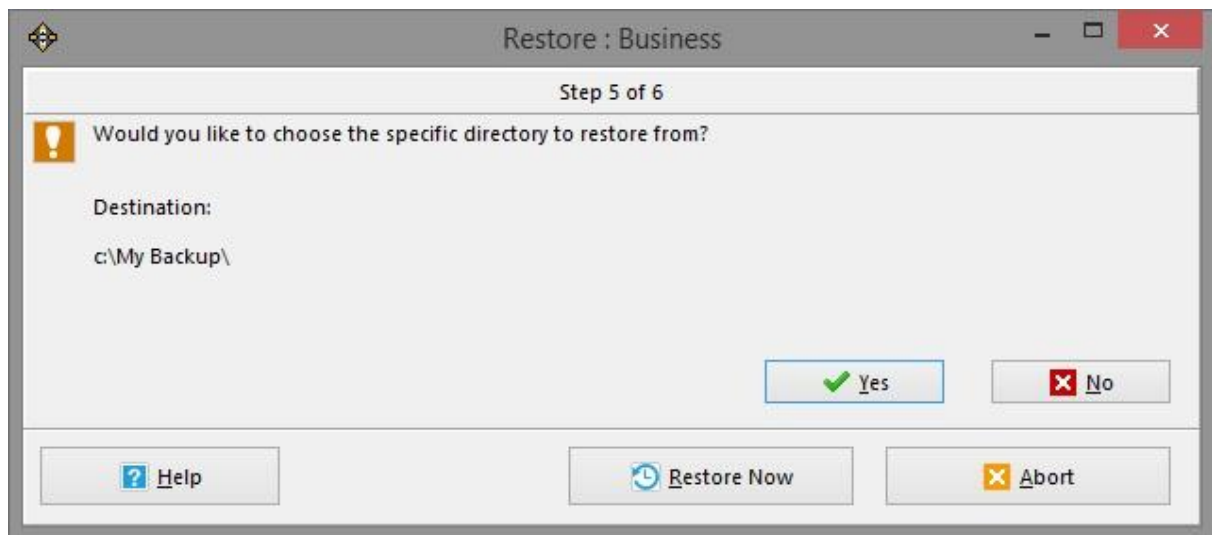 Restore : Business
Step 5 of 6
Would you like to choose the specific directory to restore from?
Destination:
c:\My Backup\
Yes
No
Help
Restore Now
Abort